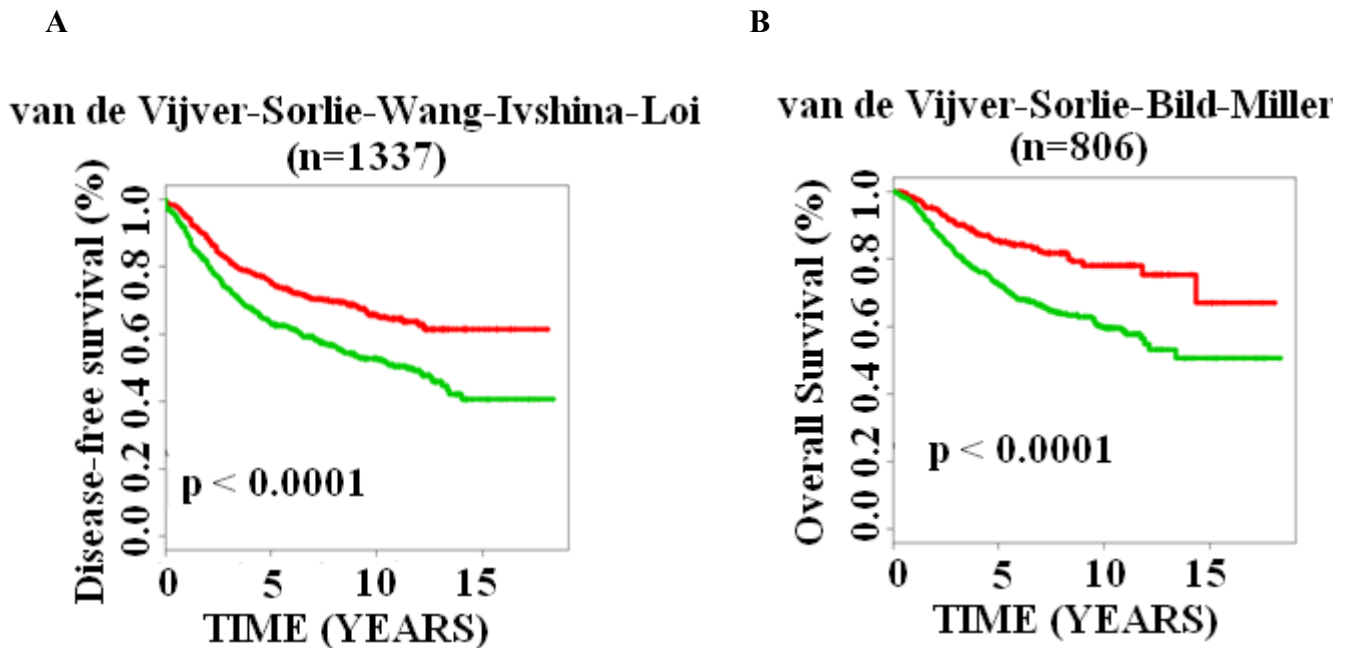 A
van de Vijver-Sorlie-Wang-Ivshina-Loi
(n=1337)
Disease-free survival (%)
1.0
0.8
0.6
0.4
0.2
0.0
p < 0.0001
0 5 10 15
TIME (YEARS)
B
van de Vijver-Sorlie-Bild-Miller
(n=806)
Overall Survival (%)
1.0
0.8
0.6
0.4
0.2
0.0
p < 0.0001
0 5 10 15
TIME (YEARS)